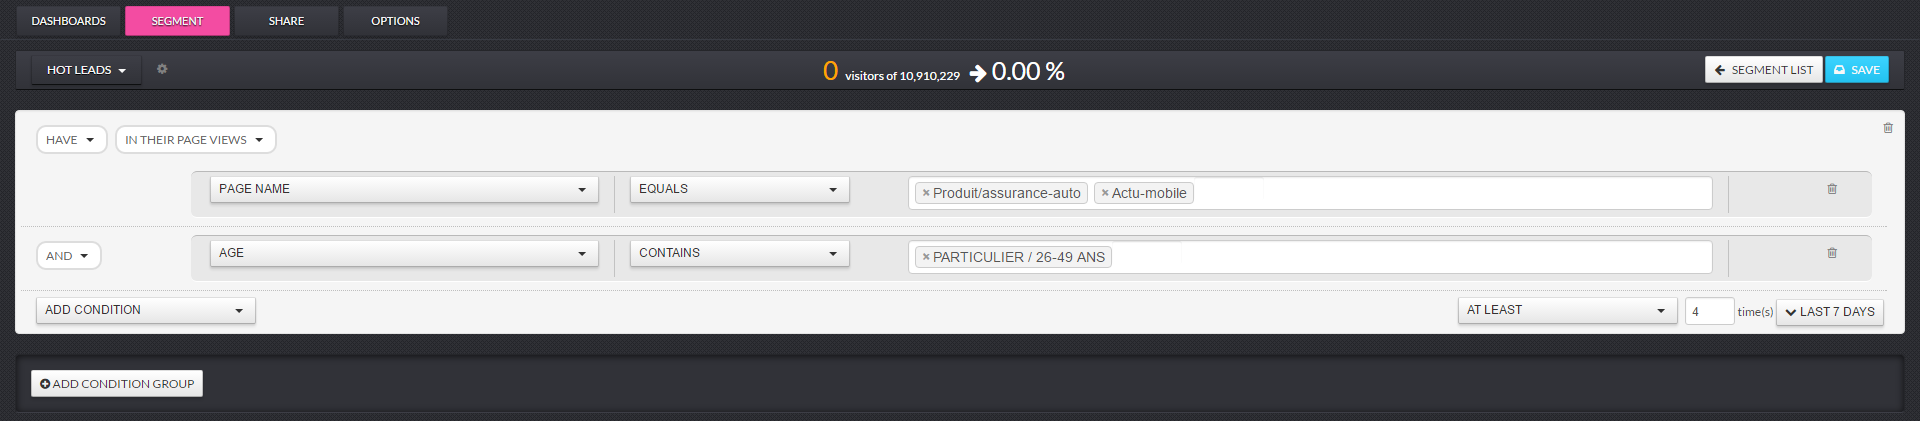 DASHBOARDS SEGMENT SHARE OPTIONS
HOT LEADS 0 visitors of 10,910,229 0.00 % SEGMENT LIST SAVE
HAVE IN THEIR PAGE VIEWS
PAGE NAME EQUALS × Produit/assurance-auto × Actu-mobile
AND AGE CONTAINS × PARTICULIER / 26-49 ANS
ADD CONDITION AT LEAST 4 time(s) LAST 7 DAYS
ADD CONDITION GROUP